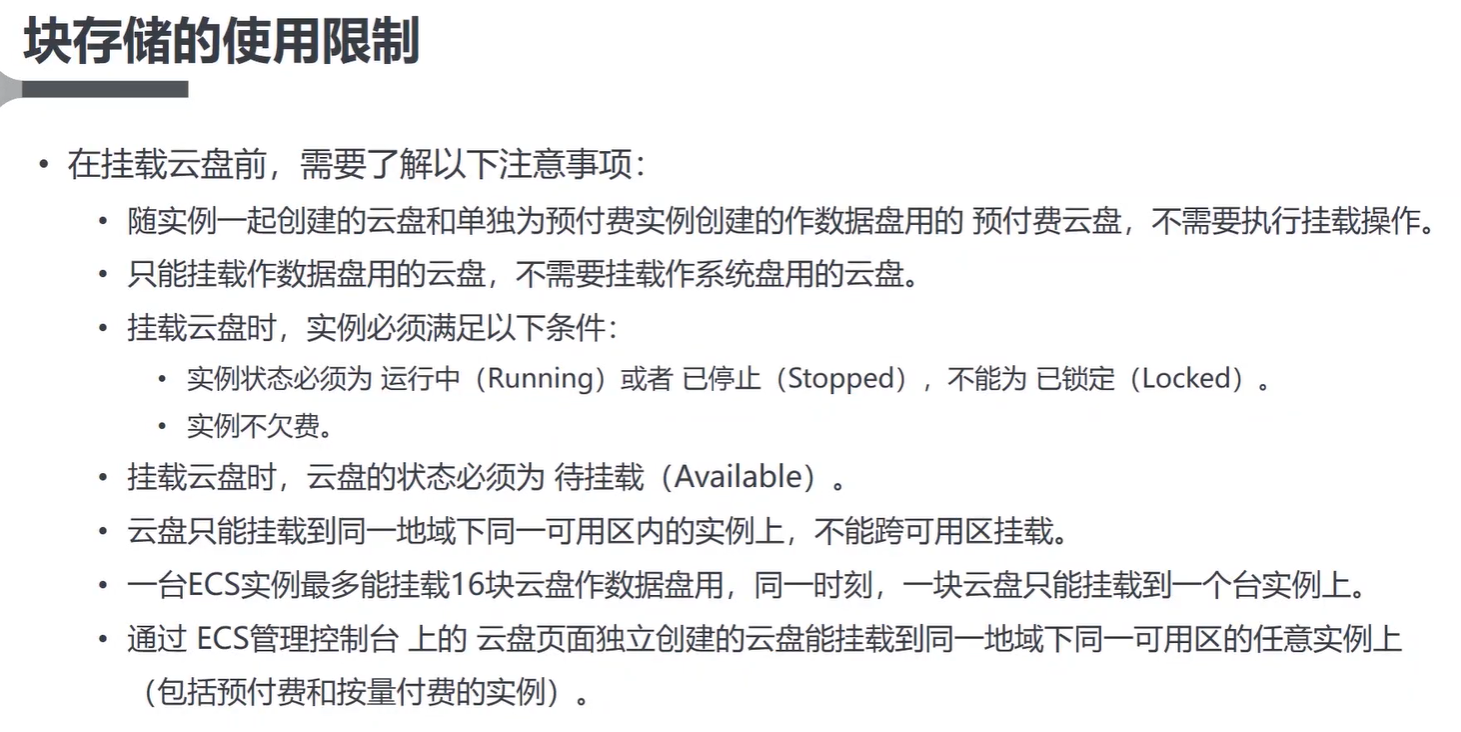 块存储的使用限制
• 在挂载云盘前，需要了解以下注意事项：
• 随实例一起创建的云盘和单独为预付费实例创建的作数据盘用的 预付费云盘，不需要执行挂载操作。
• 只能挂载作数据盘用的云盘，不需要挂载作系统盘用的云盘。
• 挂载云盘时，实例必须满足以下条件：
• 实例状态必须为 运行中（Running）或者 已停止（Stopped），不能为 已锁定（Locked）。
• 实例不欠费。
• 挂载云盘时，云盘的状态必须为 待挂载（Available）。
• 云盘只能挂载到同一地域下同一可用区内的实例上，不能跨可用区挂载。
• 一台ECS实例最多能挂载16块云盘作数据盘用，同一时刻，一块云盘只能挂载到一个台实例上。
• 通过 ECS管理控制台 上的 云盘页面独立创建的云盘能挂载到同一地域下同一可用区的任意实例上
（包括预付费和按量付费的实例）。